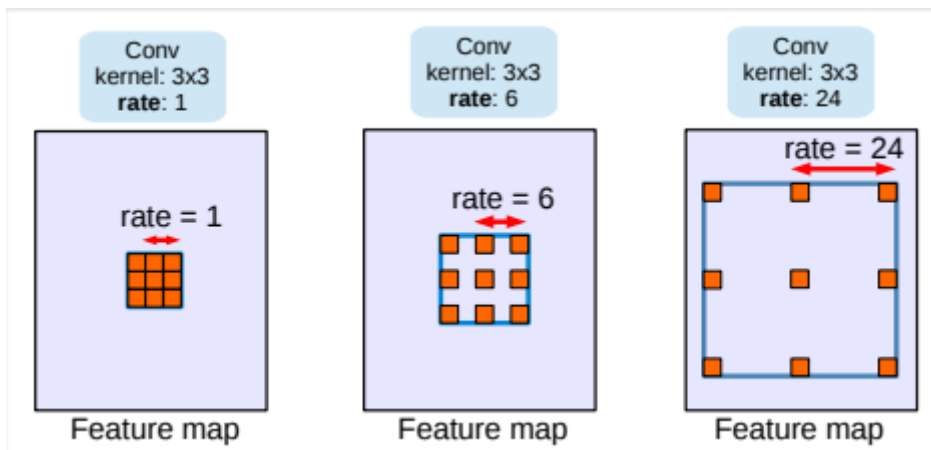 Conv
kernel: 3x3
rate: 1
rate = 1
Feature map
Conv
kernel: 3x3
rate: 6
rate = 6
Feature map
Conv
kernel: 3x3
rate: 24
rate = 24
Feature map